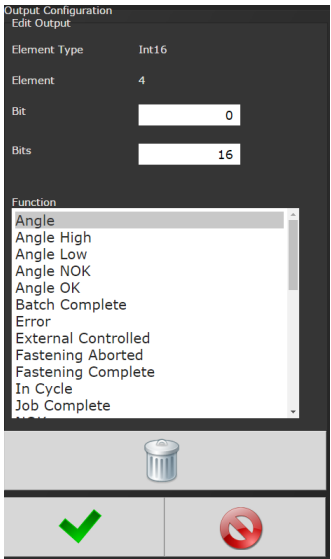 Output Configuration
Edit Output
Element Type Int16
Element 4
Bit 0
Bits 16
Function
Angle
Angle High
Angle Low
Angle NOK
Angle OK
Batch Complete
Error
External Controlled
Fastening Aborted
Fastening Complete
In Cycle
Job Complete